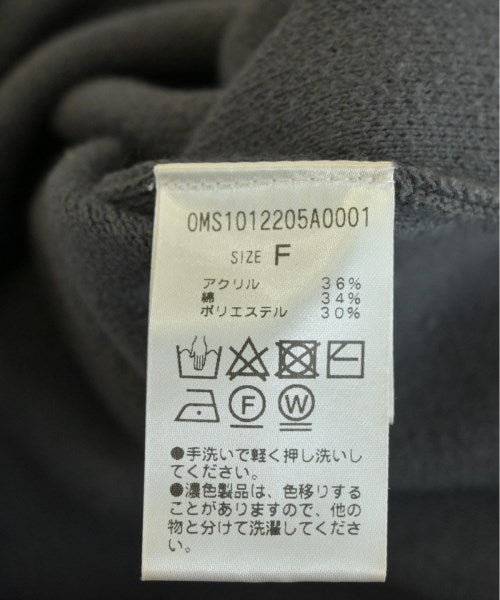 OMS1012205A0001
SIZE F
アクリル 36%
綿 34%
ポリエステル 30%
F W
●手洗いで軽く押し洗いし
てください。
●濃色製品は、色移りする
ことがありますので、他の
物と分けて洗濯してくださ
い。